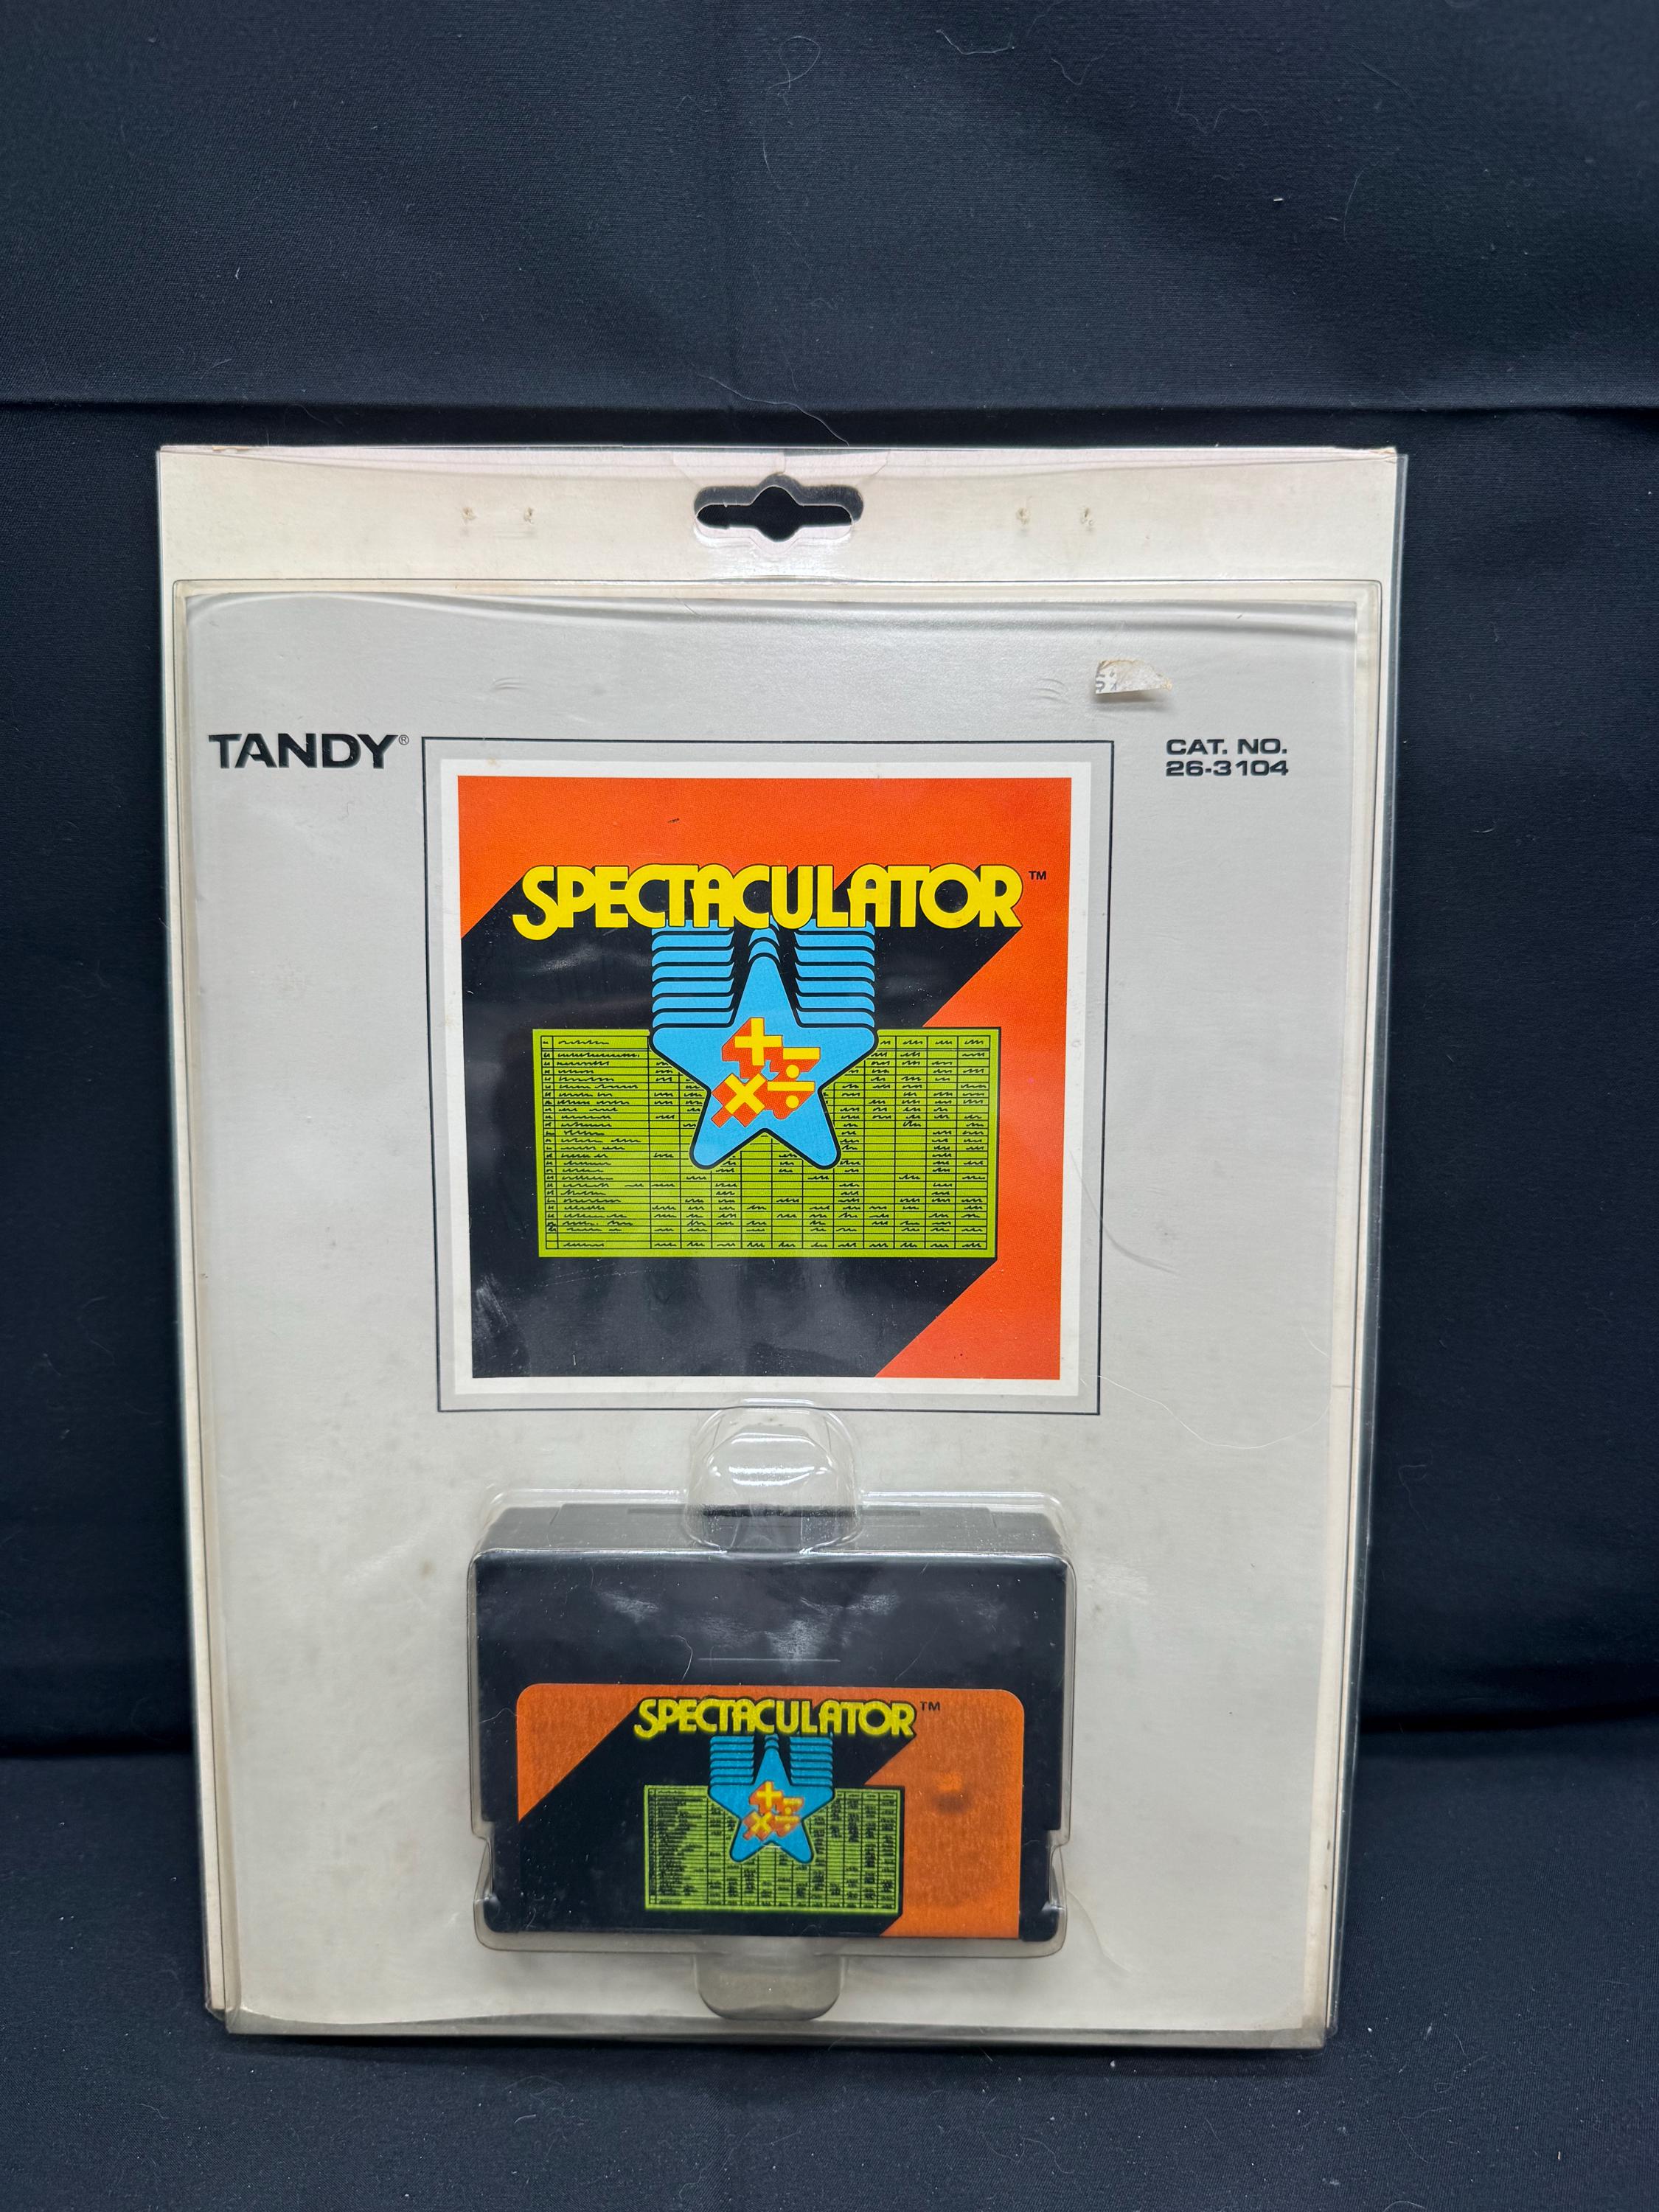 TANDY®
CAT. NO.
26-3104
SPECTACULATOR™
SPECTACULATOR™